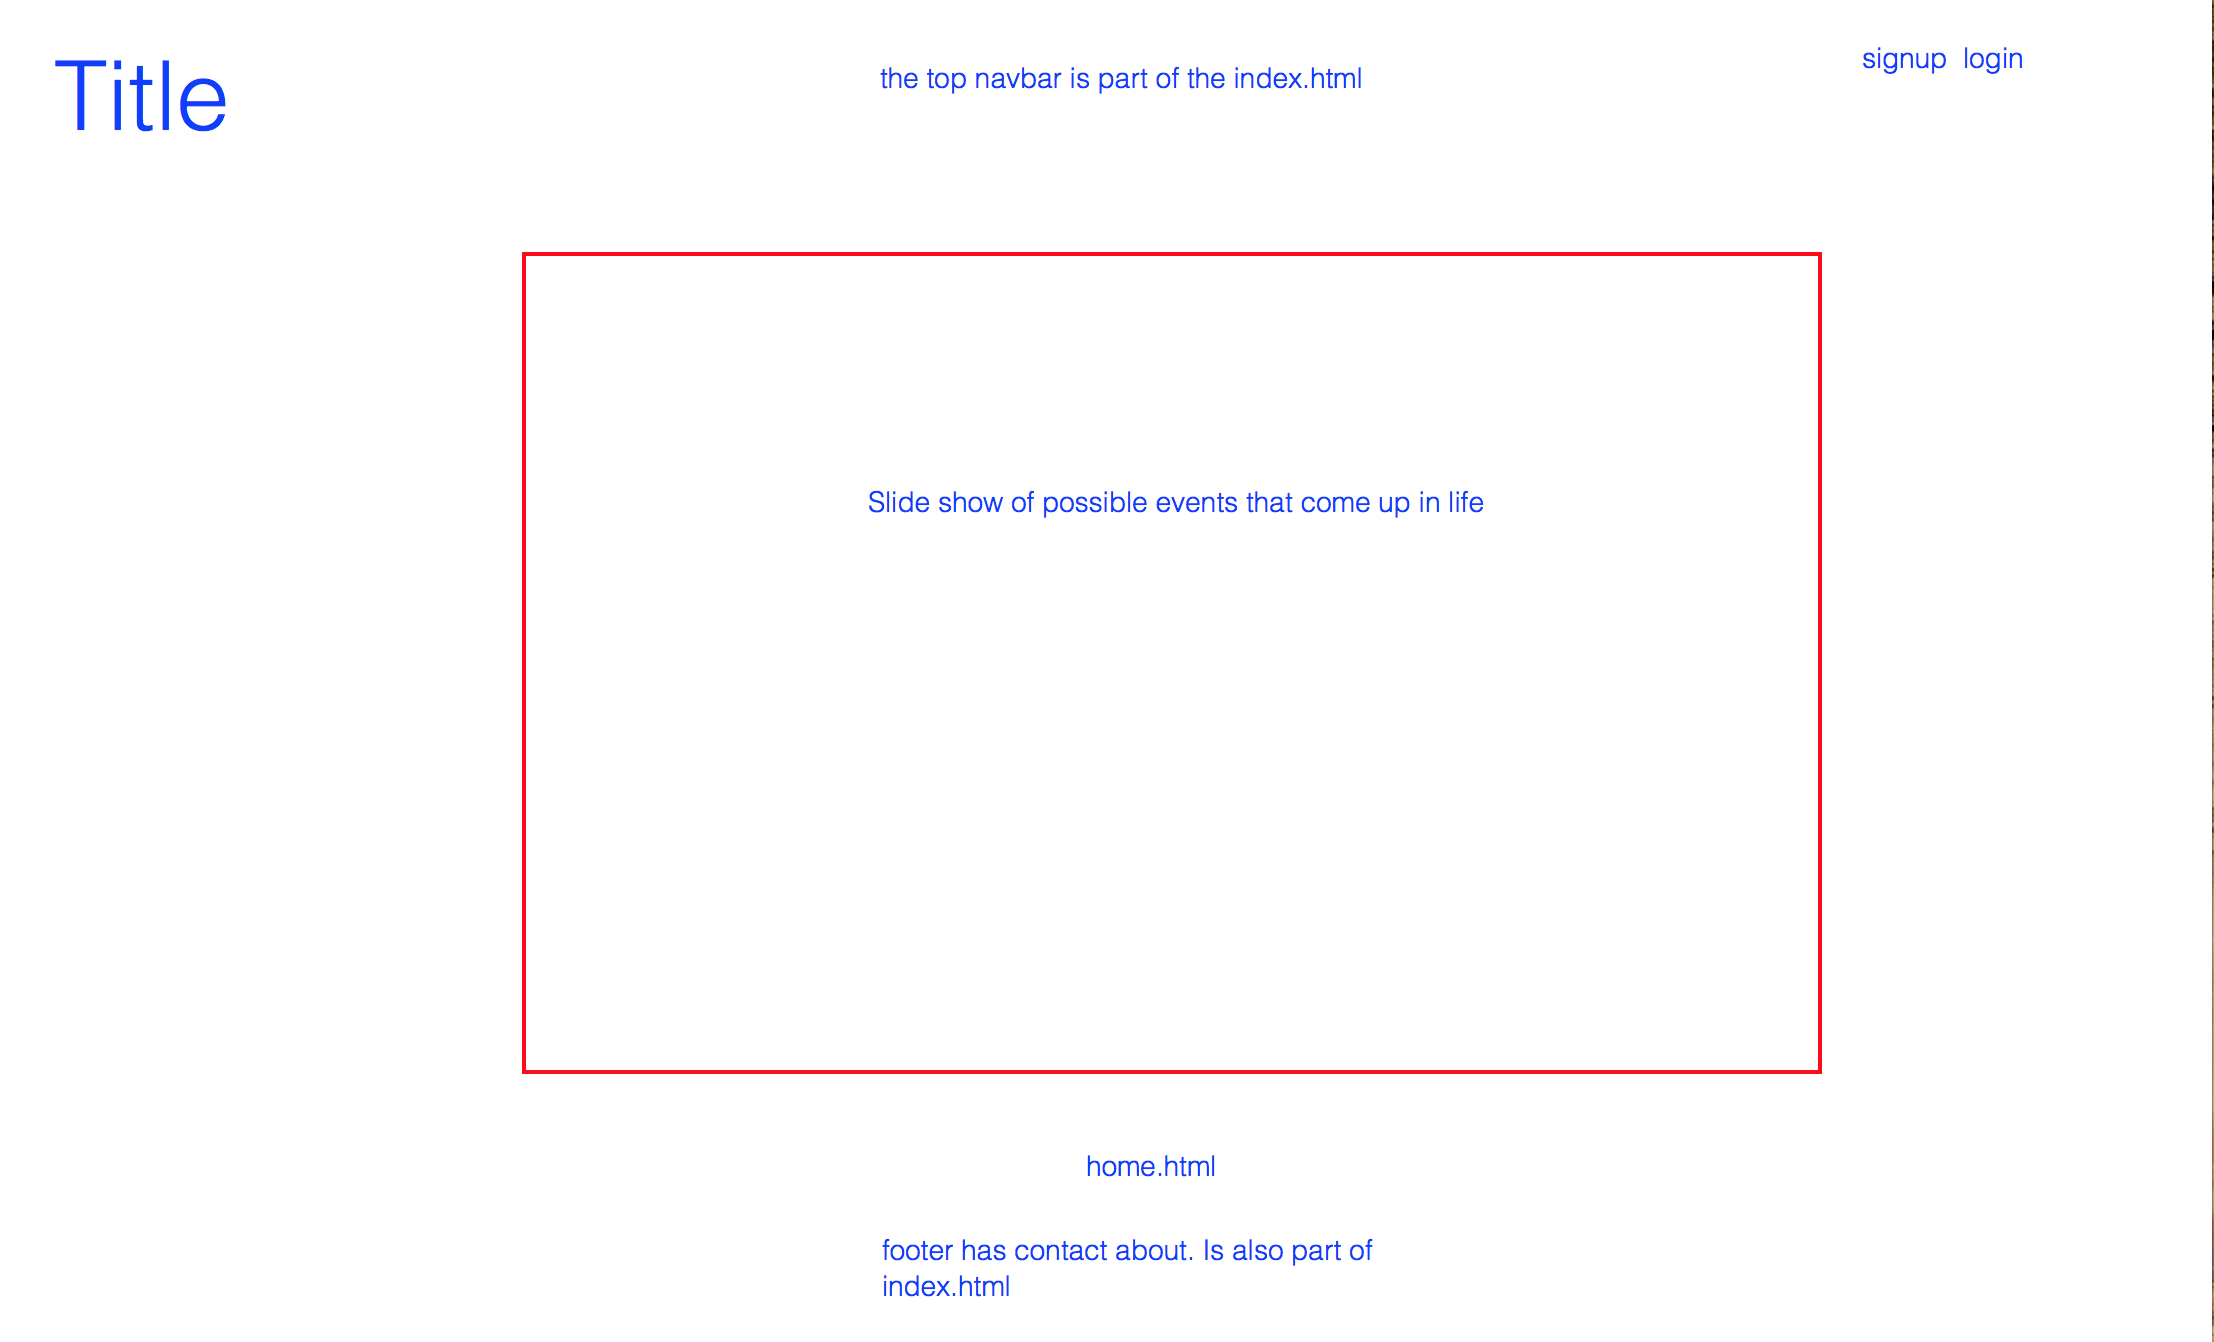 Title
the top navbar is part of the index.html
signup login
Slide show of possible events that come up in life
home.html
footer has contact about. Is also part of
index.html